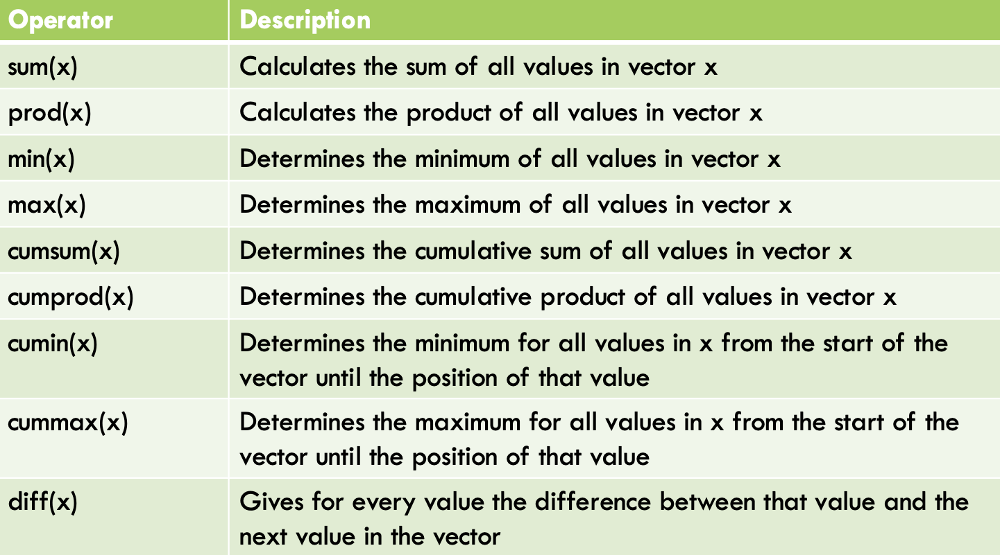 Operator Description
sum(x) Calculates the sum of all values in vector x
prod(x) Calculates the product of all values in vector x
min(x) Determines the minimum of all values in vector x
max(x) Determines the maximum of all values in vector x
cumsum(x) Determines the cumulative sum of all values in vector x
cumprod(x) Determines the cumulative product of all values in vector x
cumin(x) Determines the minimum for all values in x from the start of the
vector until the position of that value
cummax(x) Determines the maximum for all values in x from the start of the
vector until the position of that value
diff(x) Gives for every value the difference between that value and the
next value in the vector